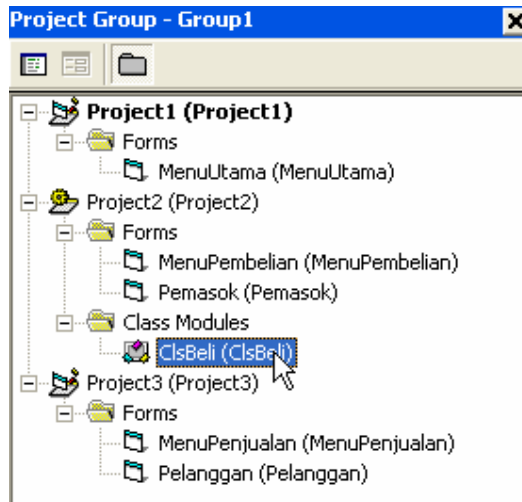 Project Group - Group1
Project1 (Project1)
Forms
MenuUtama (MenuUtama)
Project2 (Project2)
Forms
MenuPembelian (MenuPembelian)
Pemasok (Pemasok)
Class Modules
ClsBeli (ClsBeli)
Project3 (Project3)
Forms
MenuPenjualan (MenuPenjualan)
Pelanggan (Pelanggan)